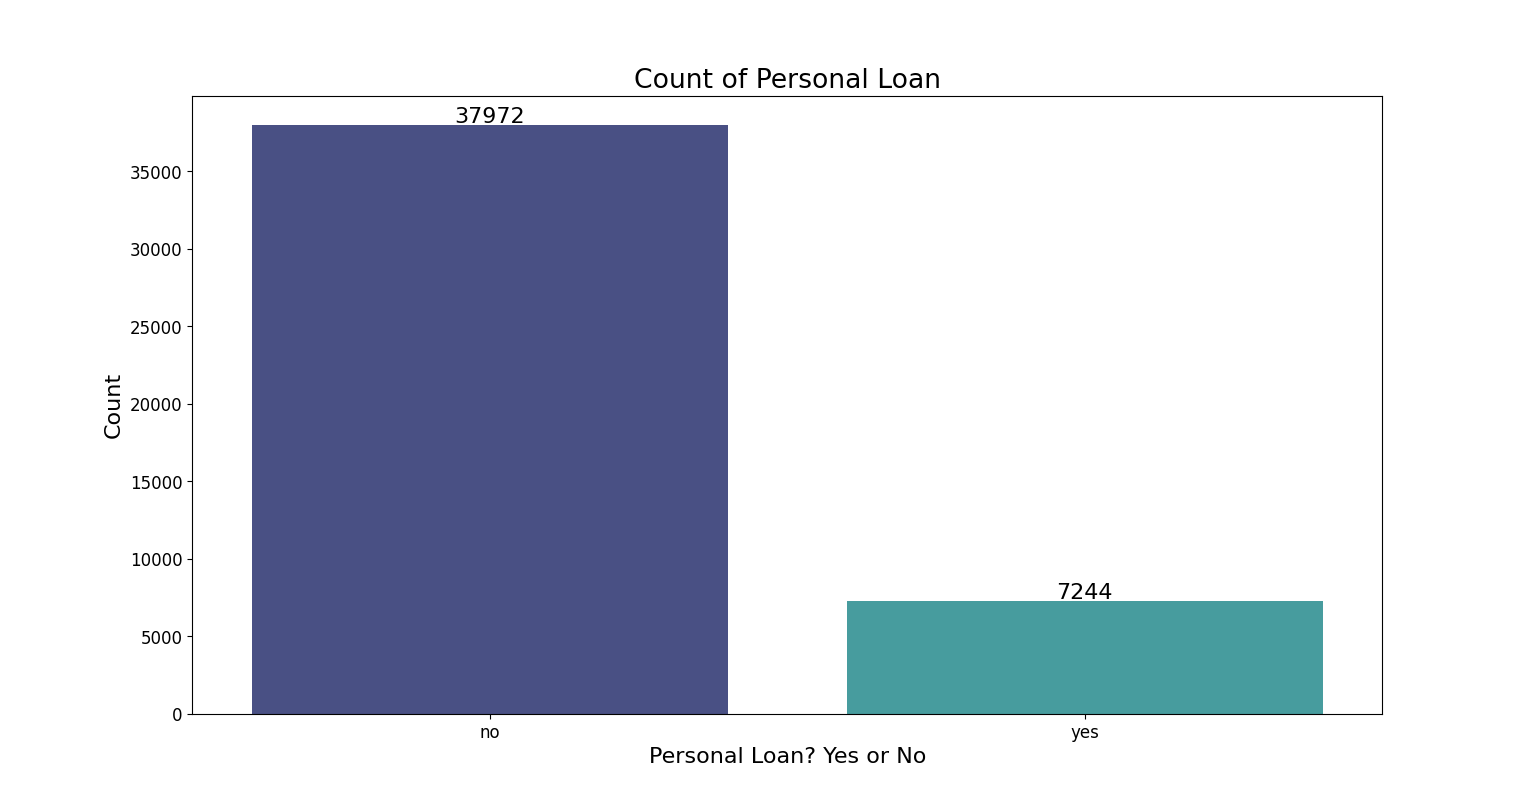 Count of Personal Loan
37972
35000
30000
25000
20000
15000
10000
7244
5000
0
Count
no
yes
Personal Loan? Yes or No